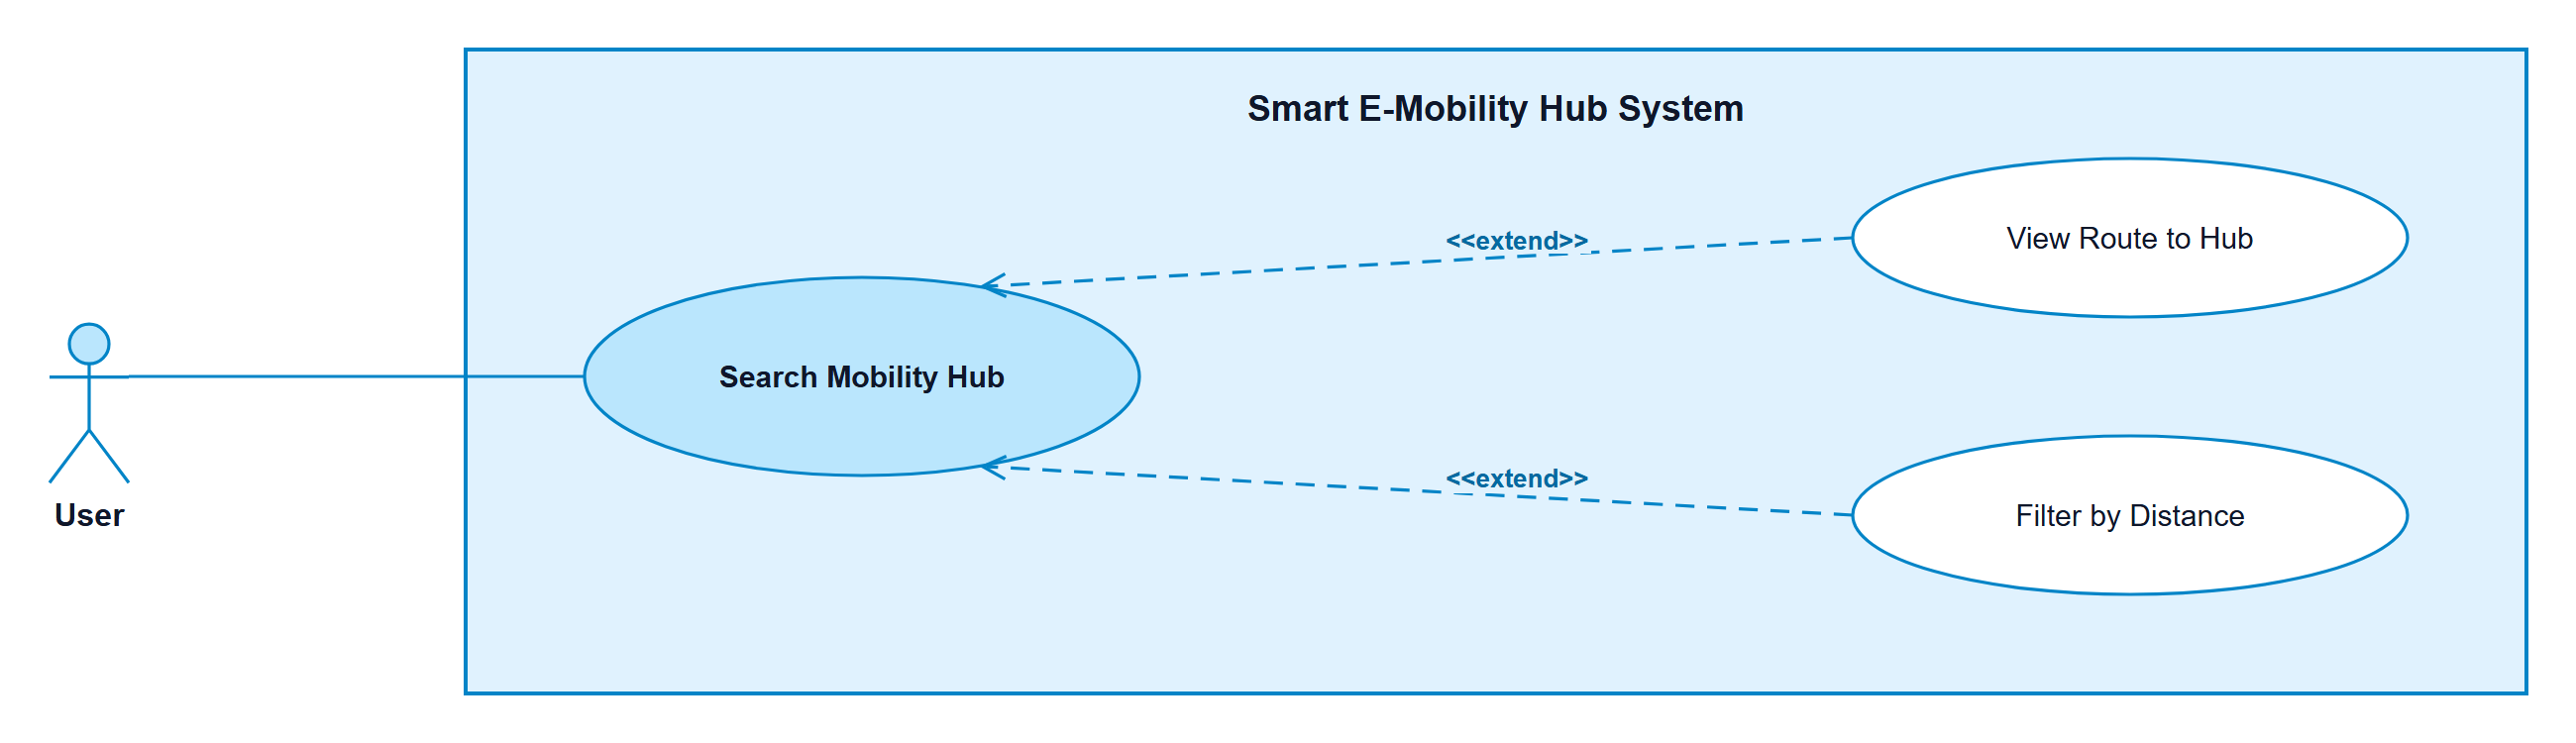 Smart E-Mobility Hub System
<<extend>>
View Route to Hub
Search Mobility Hub
<<extend>>
Filter by Distance
User